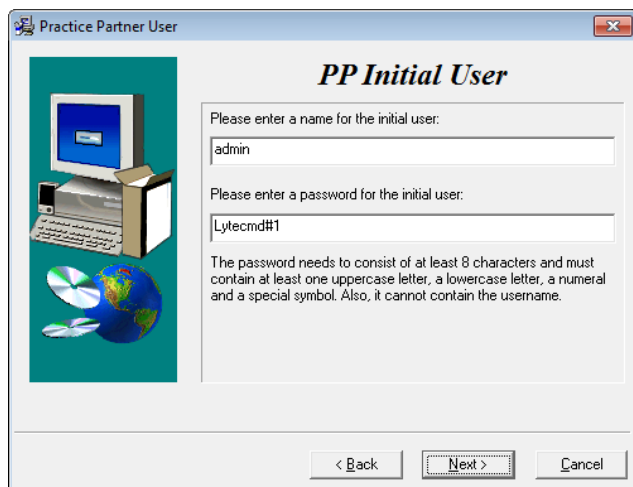 Practice Partner User
PP Initial User
Please enter a name for the initial user:
admin
Please enter a password for the initial user:
Lytecmd#1
The password needs to consist of at least 8 characters and must
contain at least one uppercase letter, a lowercase letter, a numeral
and a special symbol. Also, it cannot contain the username.
< Back
Next >
Cancel